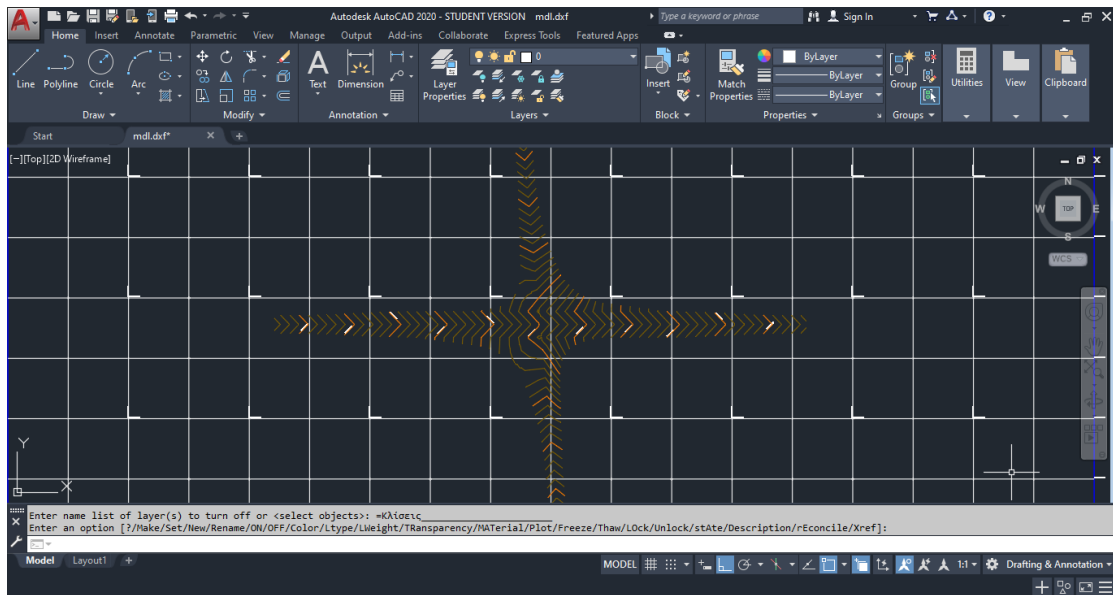 Autodesk AutoCAD 2020 - STUDENT VERSION mdl.dxf
Type a keyword or phrase
Sign In
Home Insert Annotate Parametric View Manage Output Add-ins Collaborate Express Tools Featured Apps
Line Polyline Circle Arc
Text Dimension
Layer Properties
0
Insert
Match Properties
ByLayer
ByLayer
ByLayer
Group
Utilities
View
Clipboard
Draw Modify Annotation Layers Block Properties Groups
Start mdl.dxf*
[−][Top][2D Wireframe]
N
W TOP E
S
WCS
Y
X
Enter name list of layer(s) to turn off or <select objects>: =Κλίσεις
Enter an option [?/Make/Set/New/Rename/ON/OFF/Color/Ltype/LWeight/TRansparency/MATerial/Plot/Freeze/Thaw/LOck/Unlock/stAte/Description/rEconcile/Xref]:
Model Layout1
MODEL 1:1 Drafting & Annotation